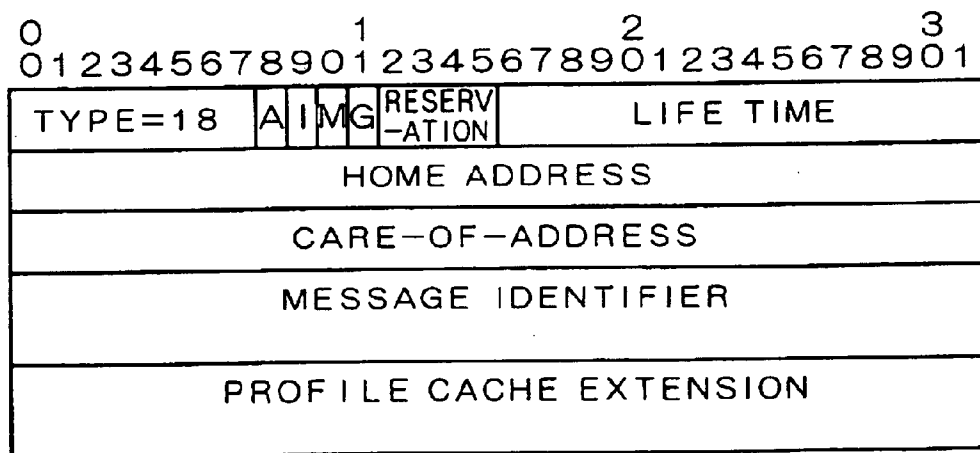 0 1 2 3
01234567890123456789012345678901
TYPE=18 A I M G RESERV-ATION LIFE TIME
HOME ADDRESS
CARE-OF-ADDRESS
MESSAGE IDENTIFIER
PROFILE CACHE EXTENSION